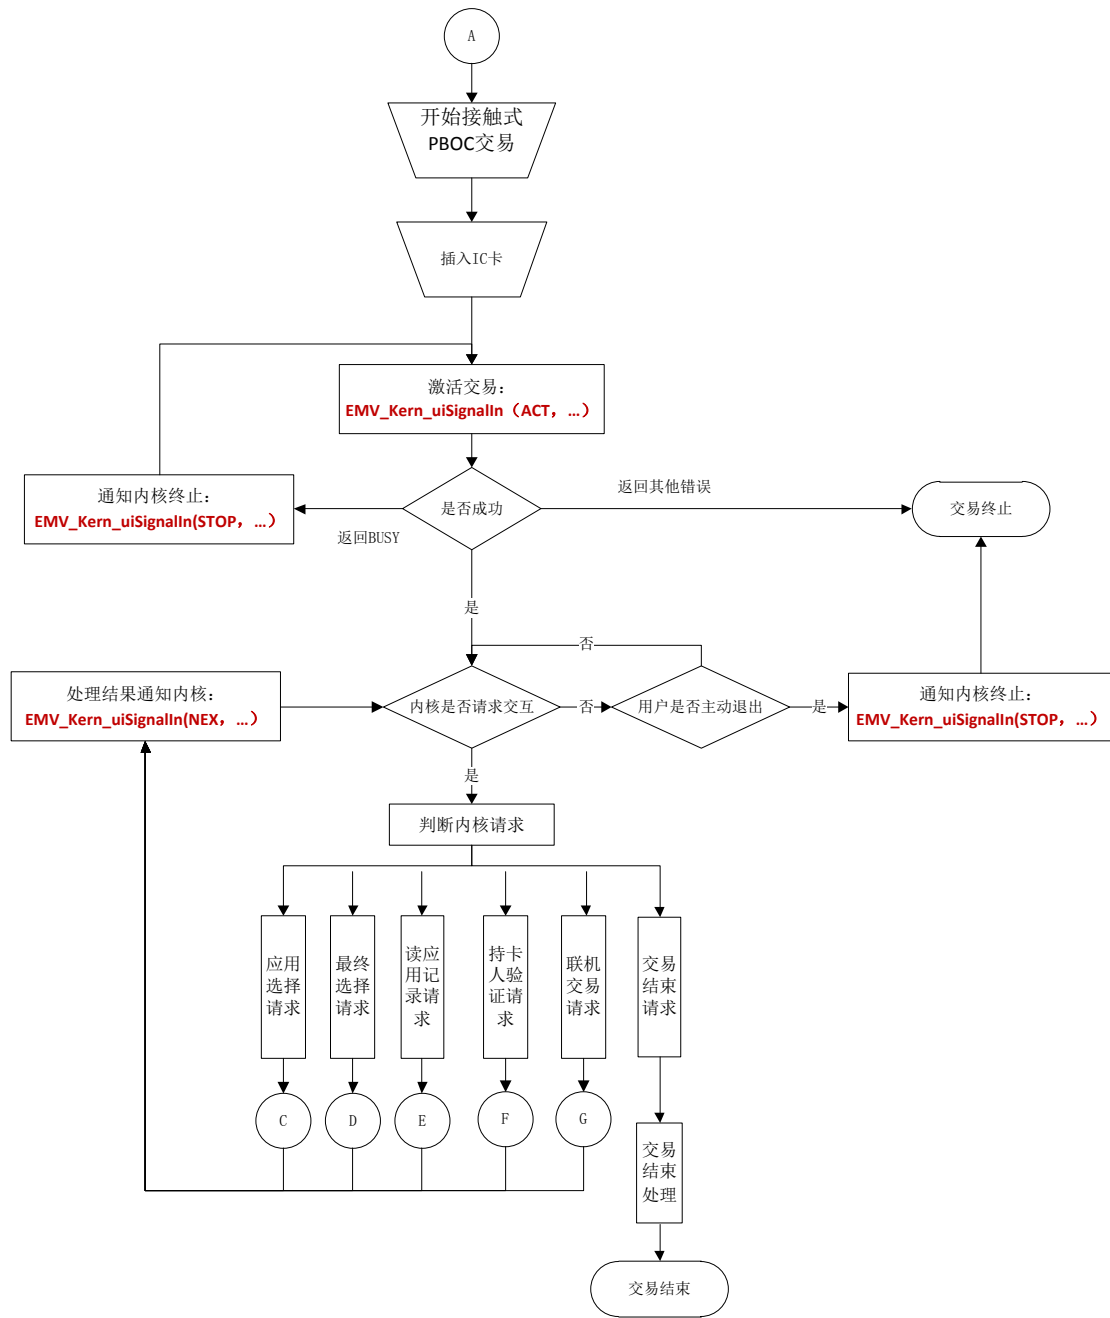 A
开始接触式
PBOC交易
插入IC卡
激活交易：
EMV_Kern_uiSignalIn（ACT，…）
通知内核终止：
EMV_Kern_uiSignalIn(STOP，…）
是否成功
返回其他错误
交易终止
返回BUSY
是
否
处理结果通知内核：
EMV_Kern_uiSignalIn(NEX，…）
内核是否请求交互
否
用户是否主动退出
是
通知内核终止：
EMV_Kern_uiSignalIn(STOP，…）
是
判断内核请求
应用
选择
请求
最终
选择
请求
读应
用记
录请
求
持卡
人验
证请
求
联机
交易
请求
交易
结束
请求
C
D
E
F
G
交易
结束
处理
交易结束